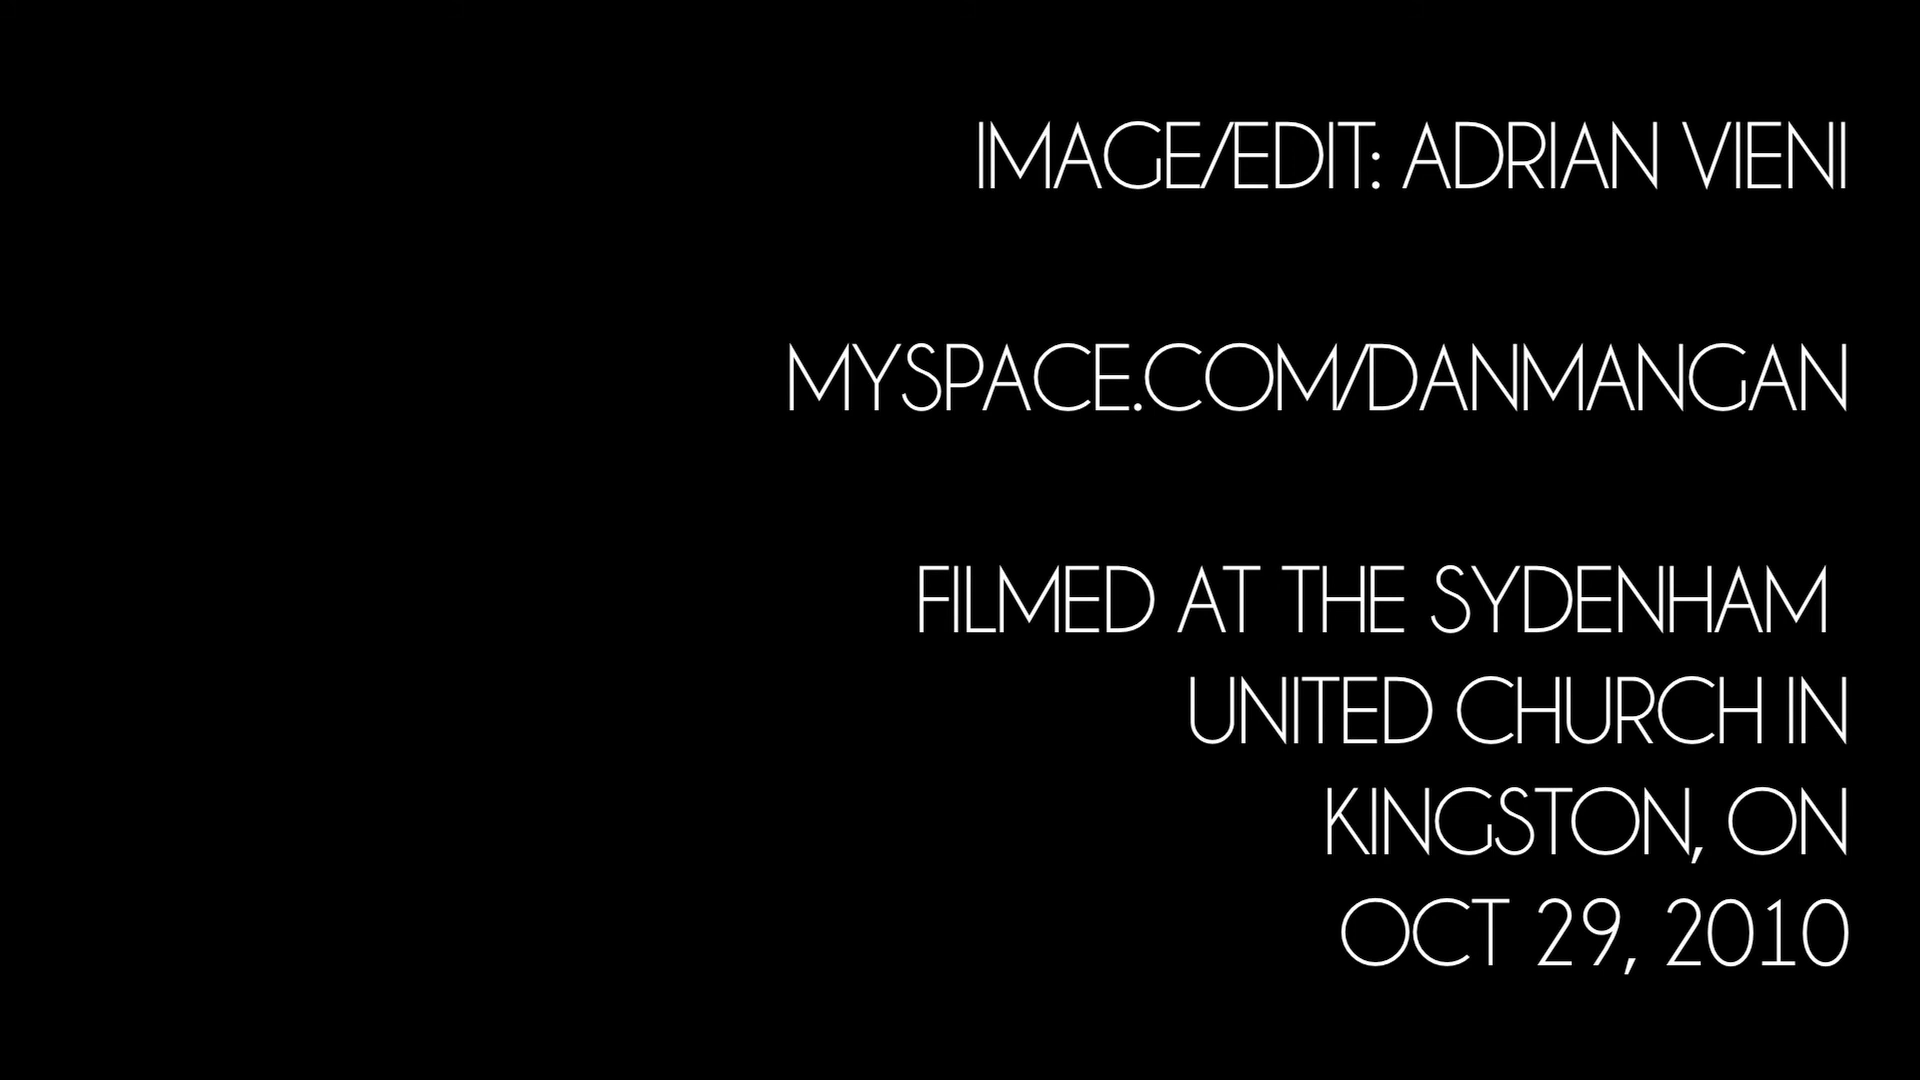 IMAGE/EDIT: ADRIAN VIENI
MYSPACE.COM/DANMANGAN
FILMED AT THE SYDENHAM
UNITED CHURCH IN
KINGSTON, ON
OCT 29, 2010